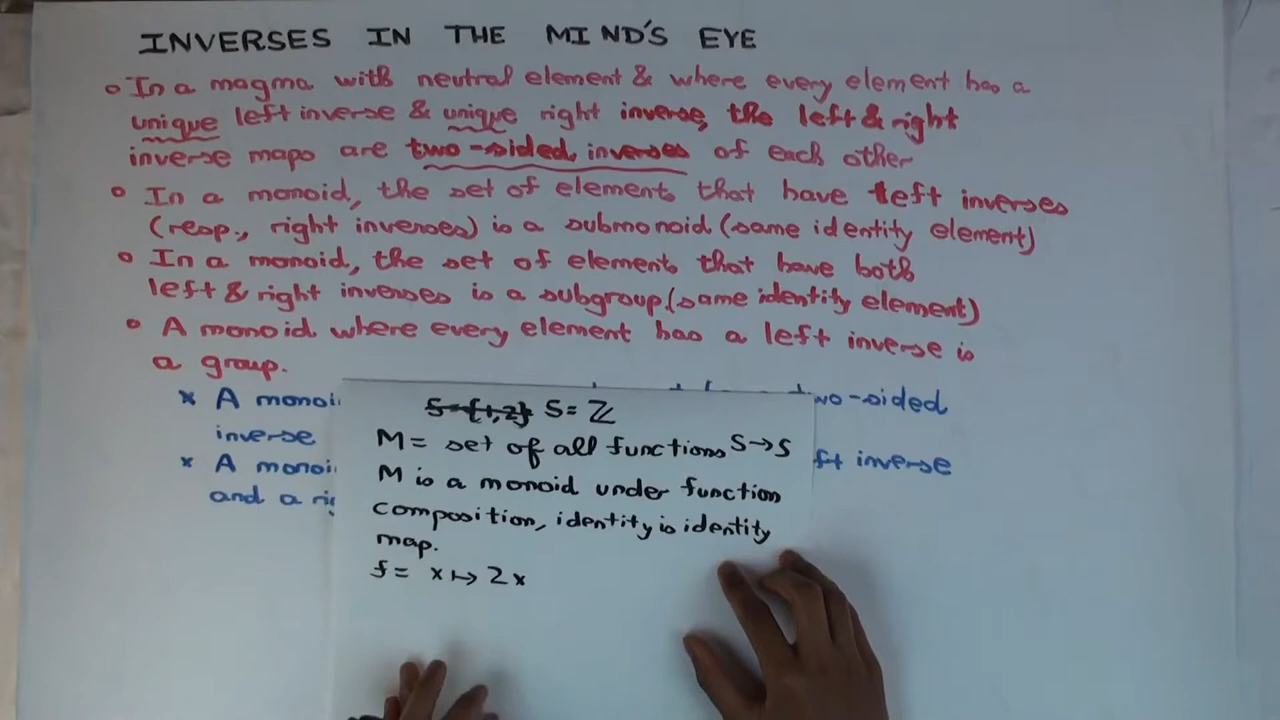 INVERSES IN THE MIND'S EYE
In a magma with neutral element & where every element has a
unique left inverse & unique right inverse, the left & right
inverse maps are two-sided inverses of each other
In a monoid, the set of elements that have left inverses
(resp., right inverses) is a submonoid (same identity element)
In a monoid, the set of elements that have both
left & right inverses is a subgroup. (same identity element)
A monoid where every element has a left inverse is
a group.
× A monoi wo-sided
inverse
× A monoi ft inverse
and a ri
S={1,2} S = ℤ
M = set of all functions S→S
M is a monoid under function
composition, identity is identity
map.
f = x ↦ 2x